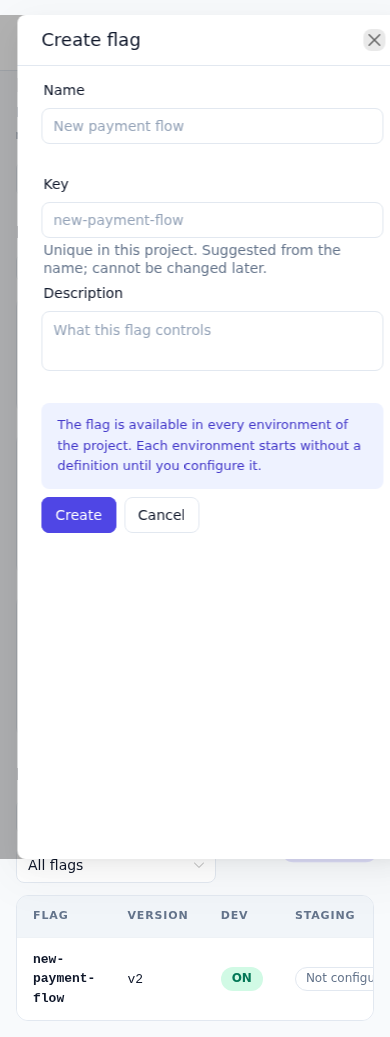 Create flag
Name
New payment flow
Key
new-payment-flow
Unique in this project. Suggested from the
name; cannot be changed later.
Description
What this flag controls
The flag is available in every environment of
the project. Each environment starts without a
definition until you configure it.
Create
Cancel
All flags
FLAG VERSION DEV STAGING
new-
payment-
flow
v2
ON
Not configu